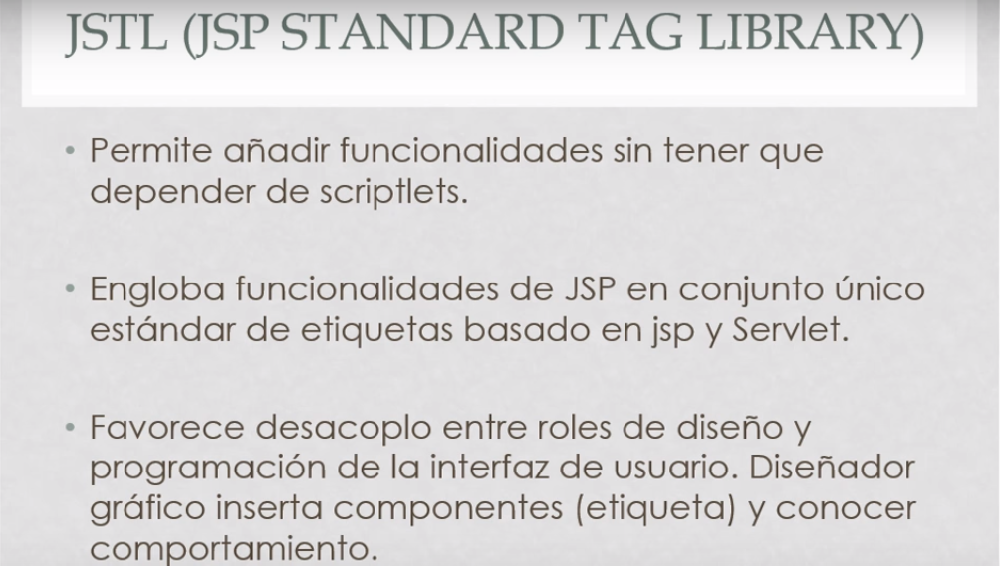 JSTL (JSP STANDARD TAG LIBRARY)
• Permite añadir funcionalidades sin tener que
depender de scriptlets.
• Engloba funcionalidades de JSP en conjunto único
estándar de etiquetas basado en jsp y Servlet.
• Favorece desacoplo entre roles de diseño y
programación de la interfaz de usuario. Diseñador
gráfico inserta componentes (etiqueta) y conocer
comportamiento.